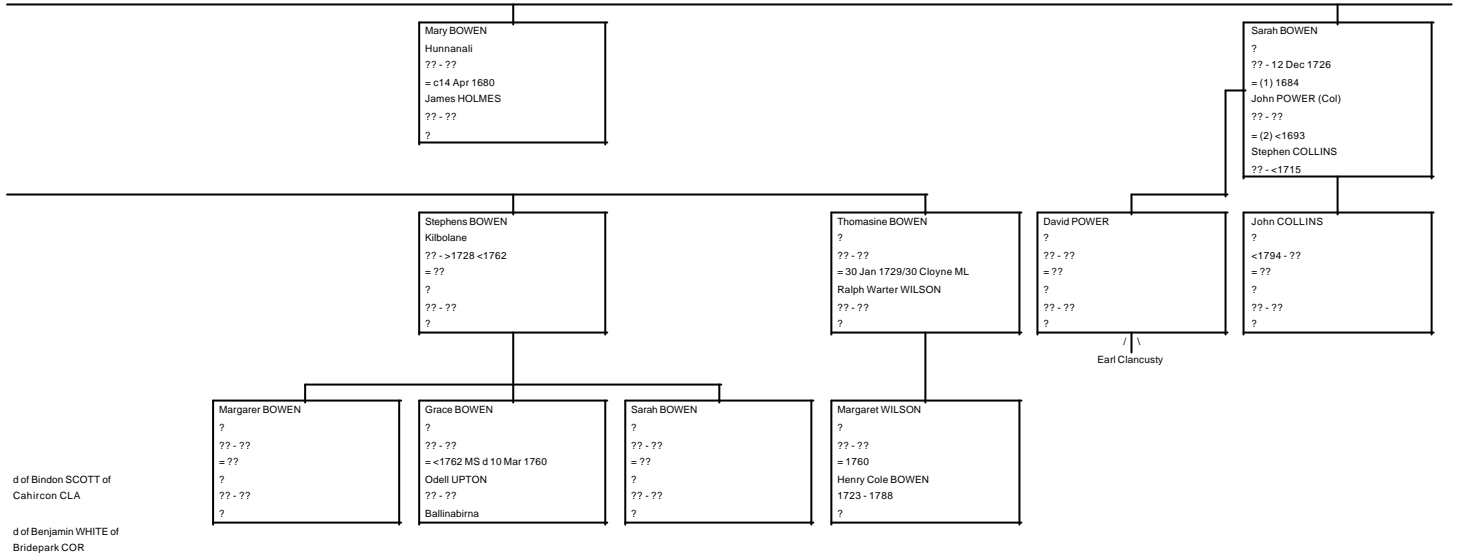 Mary BOWEN
Hunnanali
?? - ??
= c14 Apr 1680
James HOLMES
?? - ??
?
Sarah BOWEN
?
?? - 12 Dec 1726
= (1) 1684
John POWER (Col)
?? - ??
= (2) <1693
Stephen COLLINS
?? - <1715
Stephens BOWEN
Kilbolane
?? - >1728 <1762
= ??
?
?? - ??
?
Thomasine BOWEN
?
?? - ??
= 30 Jan 1729/30 Cloyne ML
Ralph Warter WILSON
?? - ??
?
David POWER
?
?? - ??
= ??
?
?? - ??
?
/ \
Earl Clancusty
John COLLINS
?
<1794 - ??
= ??
?
?? - ??
?
d of Bindon SCOTT of
Cahircon CLA
d of Benjamin WHITE of
Bridepark COR
Margarer BOWEN
?
?? - ??
= ??
?
?? - ??
?
Grace BOWEN
?
?? - ??
= <1762 MS d 10 Mar 1760
Odell UPTON
?? - ??
Ballinabirna
Sarah BOWEN
?
?? - ??
= ??
?
?? - ??
?
Margaret WILSON
?
?? - ??
= 1760
Henry Cole BOWEN
1723 - 1788
?